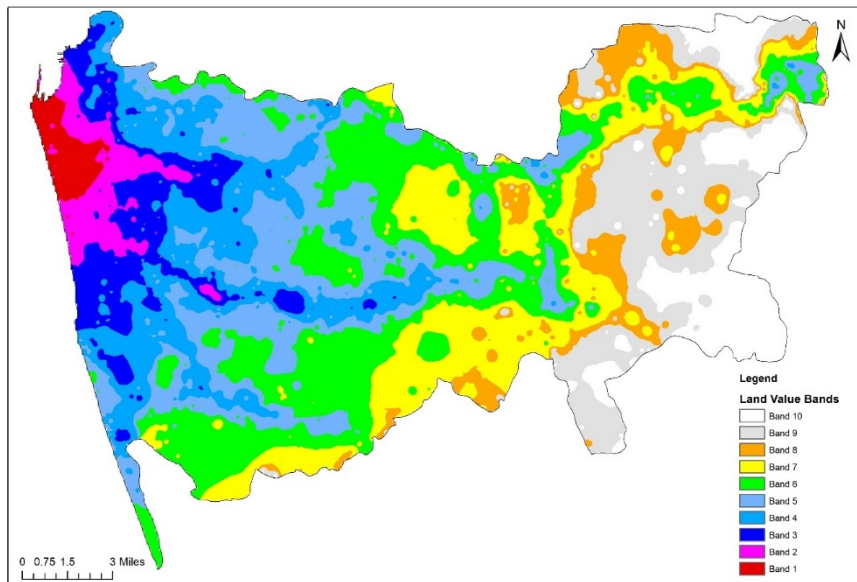 N
Legend
Land Value Bands
Band 10
Band 9
Band 8
Band 7
Band 6
Band 5
Band 4
Band 3
Band 2
Band 1
0 0.75 1.5 3 Miles